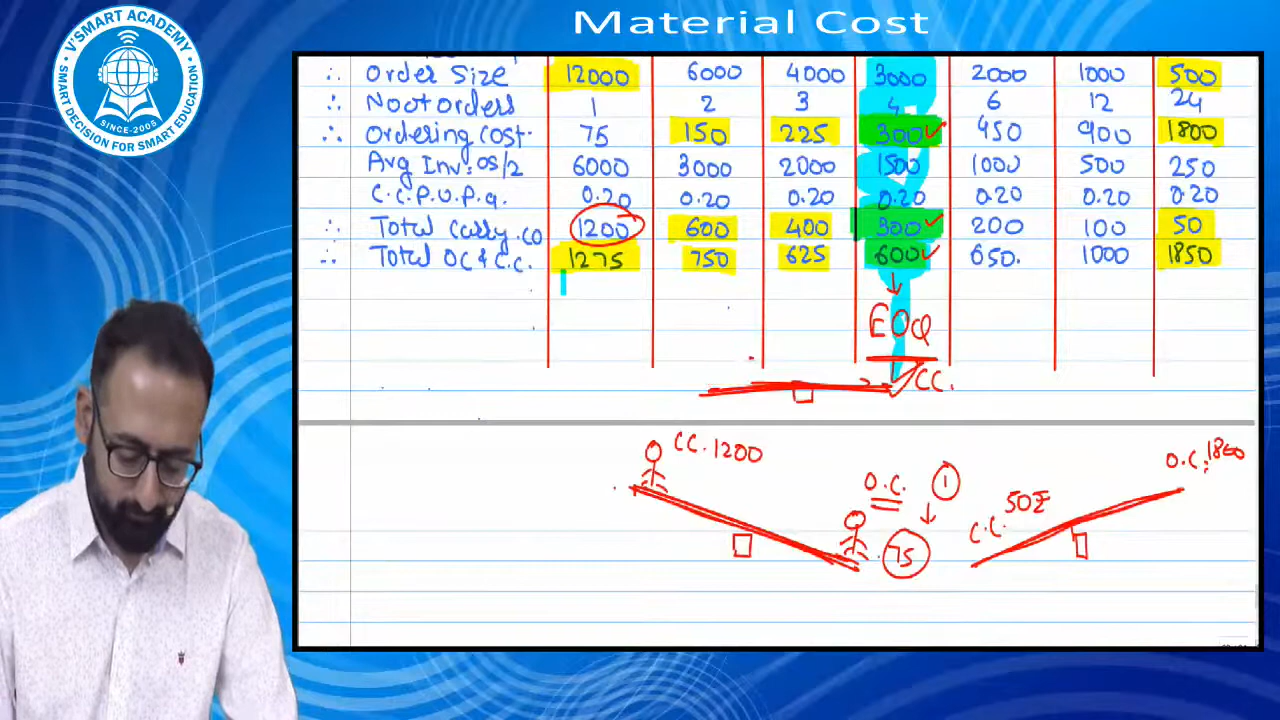 Material Cost
V'SMART ACADEMY
SMART DECISION FOR SMART EDUCATION
SINCE-2005
∴ Order Size 12000 6000 4000 3000 2000 1000 500
∴ No of orders 1 2 3 4 6 12 24
∴ Ordering cost. 75 150 225 300 450 900 1800
Avg Inv. OS/2 6000 3000 2000 1500 1000 500 250
C.C.P.U.P.a. 0.20 0.20 0.20 0.20 0.20 0.20 0.20
∴ Total Carry.co 1200 600 400 300 200 100 50
∴ Total OC & C.C. 1275 750 625 600 650. 1000 1850
EOQ
CC.
CC. 1200
O.C. 1
75
C.C. 50₹
O.C. 1800